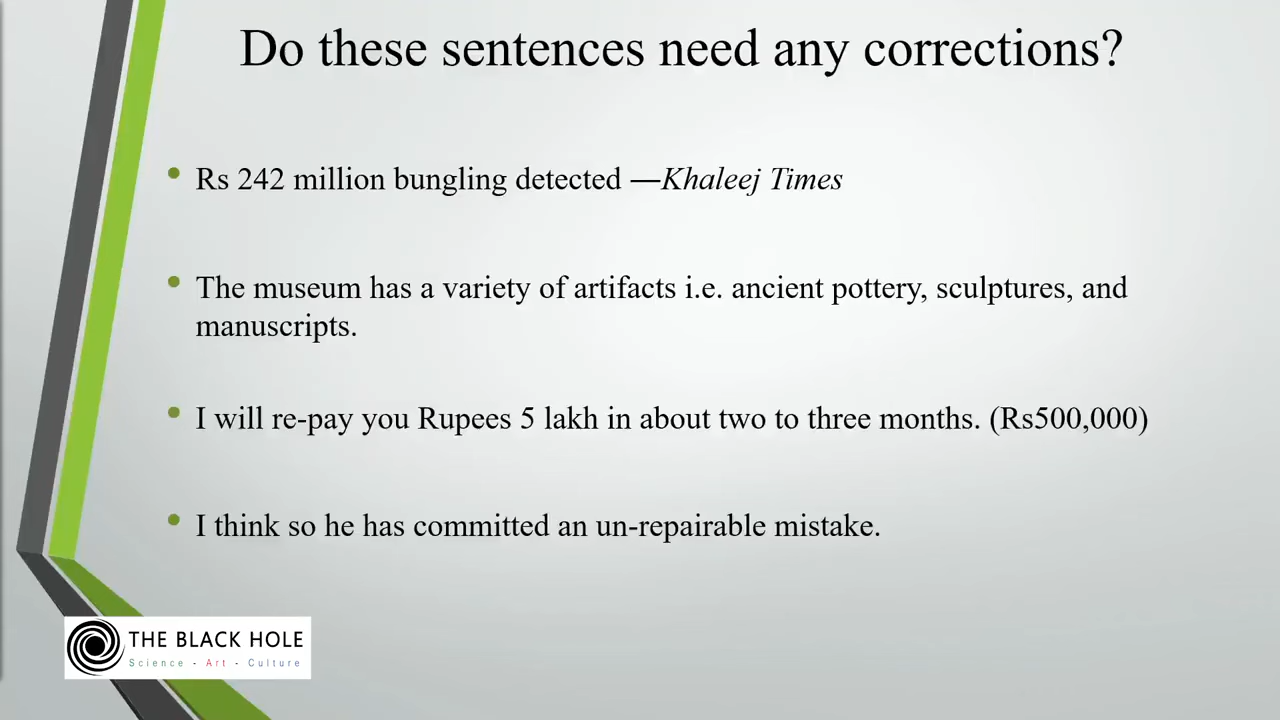 Do these sentences need any corrections?
• Rs 242 million bungling detected —Khaleej Times
• The museum has a variety of artifacts i.e. ancient pottery, sculptures, and
manuscripts.
• I will re-pay you Rupees 5 lakh in about two to three months. (Rs500,000)
• I think so he has committed an un-repairable mistake.
THE BLACK HOLE
Science - Art - Culture